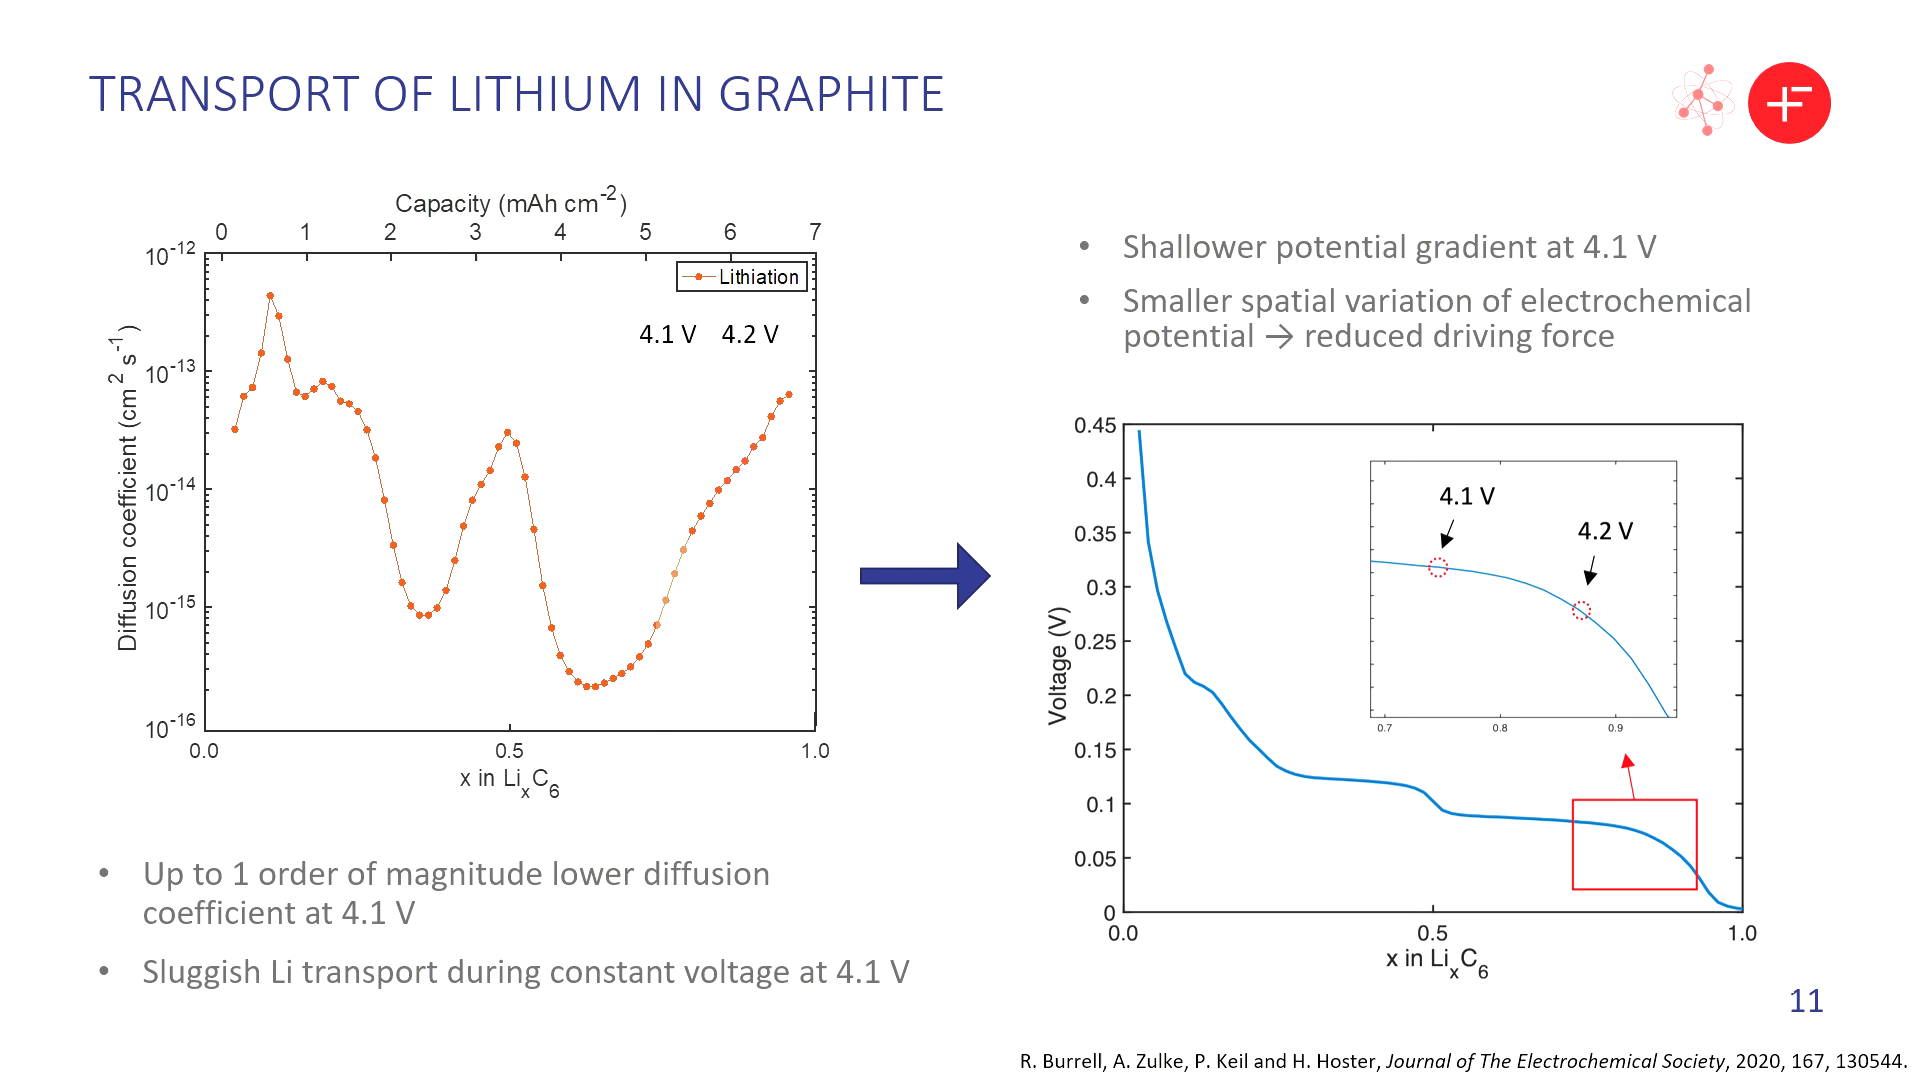 TRANSPORT OF LITHIUM IN GRAPHITE
Capacity (mAh cm-2)
0 1 2 3 4 5 6 7
10-12
10-13
10-14
10-15
10-16
Diffusion coefficient (cm2 s-1)
Lithiation
4.1 V 4.2 V
0.0 0.5 1.0
x in LixC6
• Up to 1 order of magnitude lower diffusion
coefficient at 4.1 V
• Sluggish Li transport during constant voltage at 4.1 V
• Shallower potential gradient at 4.1 V
• Smaller spatial variation of electrochemical
potential → reduced driving force
0.45
0.4
0.35
0.3
0.25
0.2
0.15
0.1
0.05
0
Voltage (V)
4.1 V
4.2 V
0.7 0.8 0.9
0.0 0.5 1.0
x in LixC6
11
R. Burrell, A. Zulke, P. Keil and H. Hoster, Journal of The Electrochemical Society, 2020, 167, 130544.